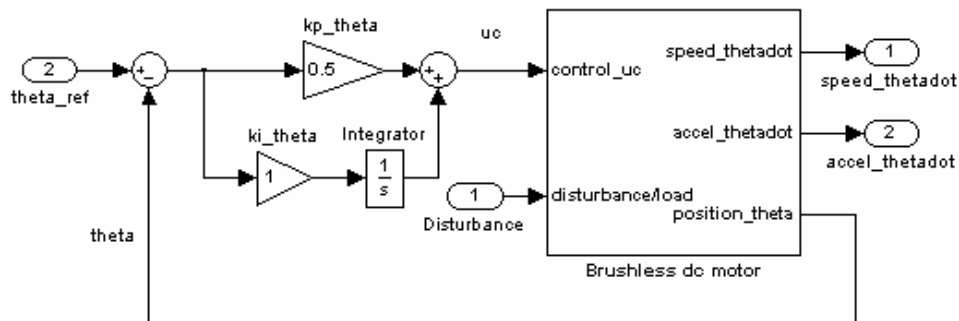 kp_theta
uc
speed_thetadot
1
+
−
0.5
+
+
2
control_uc
speed_thetadot
theta_ref
ki_theta
Integrator
accel_thetadot
2
1
1
s
accel_thetadot
1
disturbance/load
position_theta
Disturbance
theta
Brushless dc motor